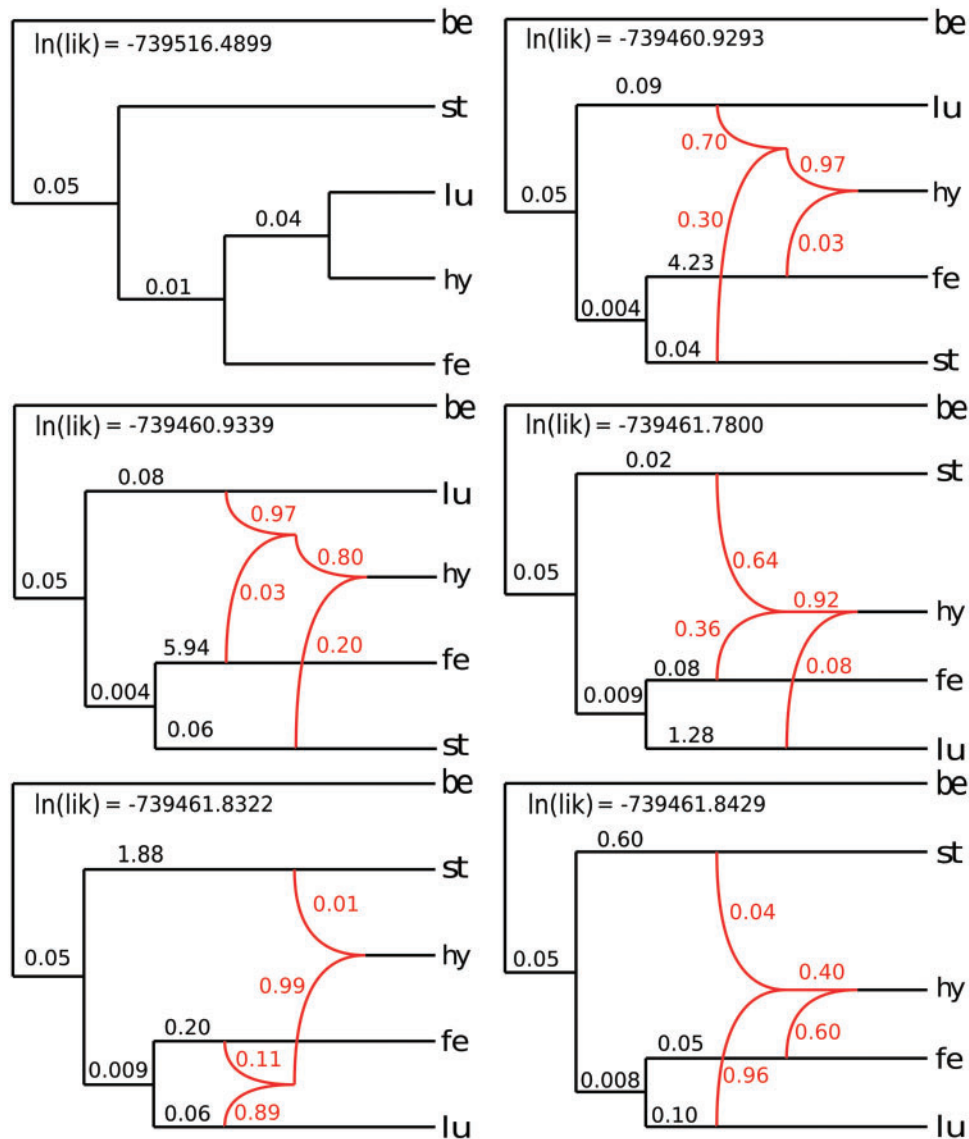 be
ln(lik) = -739516.4899
st
0.05
lu
0.04
hy
0.01
fe
be
ln(lik) = -739460.9293
0.09
lu
0.70
0.97
0.05
hy
0.30
0.03
4.23
fe
0.004
0.04
st
be
ln(lik) = -739460.9339
0.08
lu
0.97
0.80
hy
0.05
0.03
0.20
5.94
fe
0.004
0.06
st
be
ln(lik) = -739461.7800
0.02
st
0.64
0.05
0.92
hy
0.36
0.08
0.08
fe
0.009
1.28
lu
be
ln(lik) = -739461.8322
1.88
st
0.01
hy
0.05
0.99
0.20
fe
0.11
0.009
0.06
0.89
lu
be
ln(lik) = -739461.8429
0.60
st
0.04
0.40
hy
0.05
0.60
0.05
fe
0.96
0.008
0.10
lu